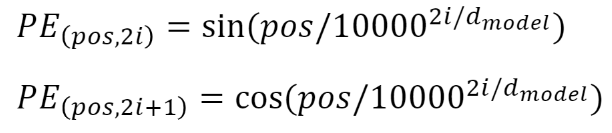 PE_(pos,2i) = sin(pos/10000^{2i/d_model})
PE_(pos,2i+1) = cos(pos/10000^{2i/d_model})